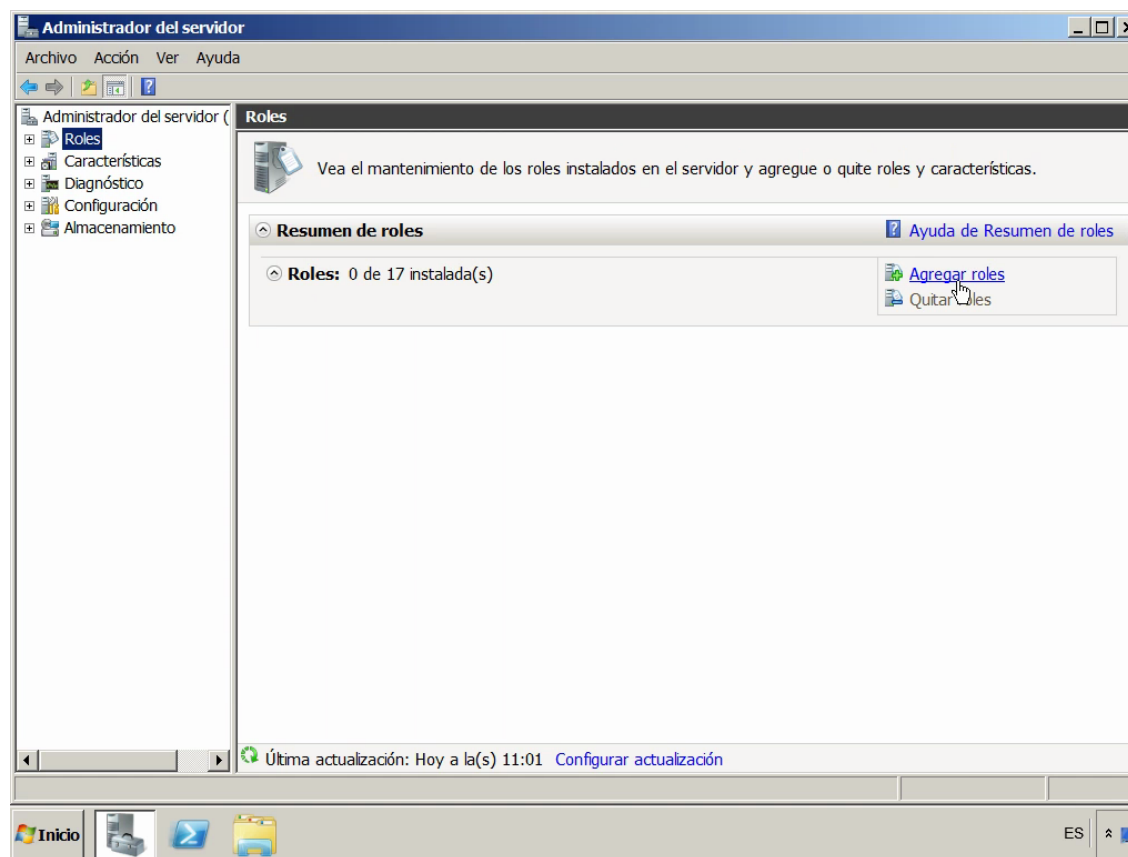 Administrador del servidor
Archivo Acción Ver Ayuda
Administrador del servidor (
Roles
Características
Diagnóstico
Configuración
Almacenamiento
Roles
Vea el mantenimiento de los roles instalados en el servidor y agregue o quite roles y características.
Resumen de roles
Ayuda de Resumen de roles
Roles: 0 de 17 instalada(s)
Agregar roles
Quitar roles
Última actualización: Hoy a la(s) 11:01 Configurar actualización
Inicio
ES